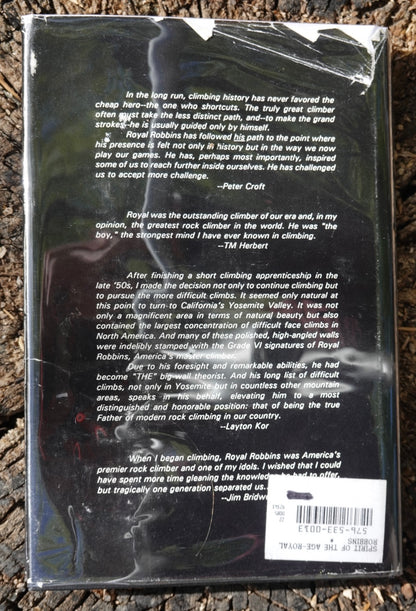 In the long run, climbing history has never favored the
cheap hero--the one who shortcuts. The truly great climber
often must take the less distinct path, and--to make the grand
strokes--he is usually guided only by himself.
Royal Robbins has followed his path to the point where
his presence is felt not only in history but in the way we now
play our games. He has, perhaps most importantly, inspired
some of us to reach further inside ourselves. He has challenged
us to accept more challenge.
--Peter Croft
Royal was the outstanding climber of our era and, in my
opinion, the greatest rock climber in the world. He was "the
boy," the strongest mind I have ever known in climbing.
--TM Herbert
After finishing a short climbing apprenticeship in the
late '50s, I made the decision not only to continue climbing but
to pursue the more difficult climbs. It seemed only natural at
this point to turn to California's Yosemite Valley. It was not
only a magnificent area in terms of natural beauty but also
contained the largest concentration of difficult face climbs in
North America. And many of these polished, high-angled walls
were indelibly stamped with the Grade VI signatures of Royal
Robbins, America's master climber.
Due to his foresight and remarkable abilities, he had
become "THE" big wall theorist. And his long list of difficult
climbs, not only in Yosemite but in countless other mountain
areas, speaks in his behalf, elevating him to a most
distinguished and honorable position: that of being the true
Father of modern rock climbing in our country.
--Layton Kor
When I began climbing, Royal Robbins was America's
premier rock climber and one of my idols. I wished that I could
have spent more time gleaning the knowledge he had to offer,
but tragically one generation separated us.
--Jim Bridwe
576-533-0013
SPIRIT OF THE AGE-ROYAL
ROBBINS